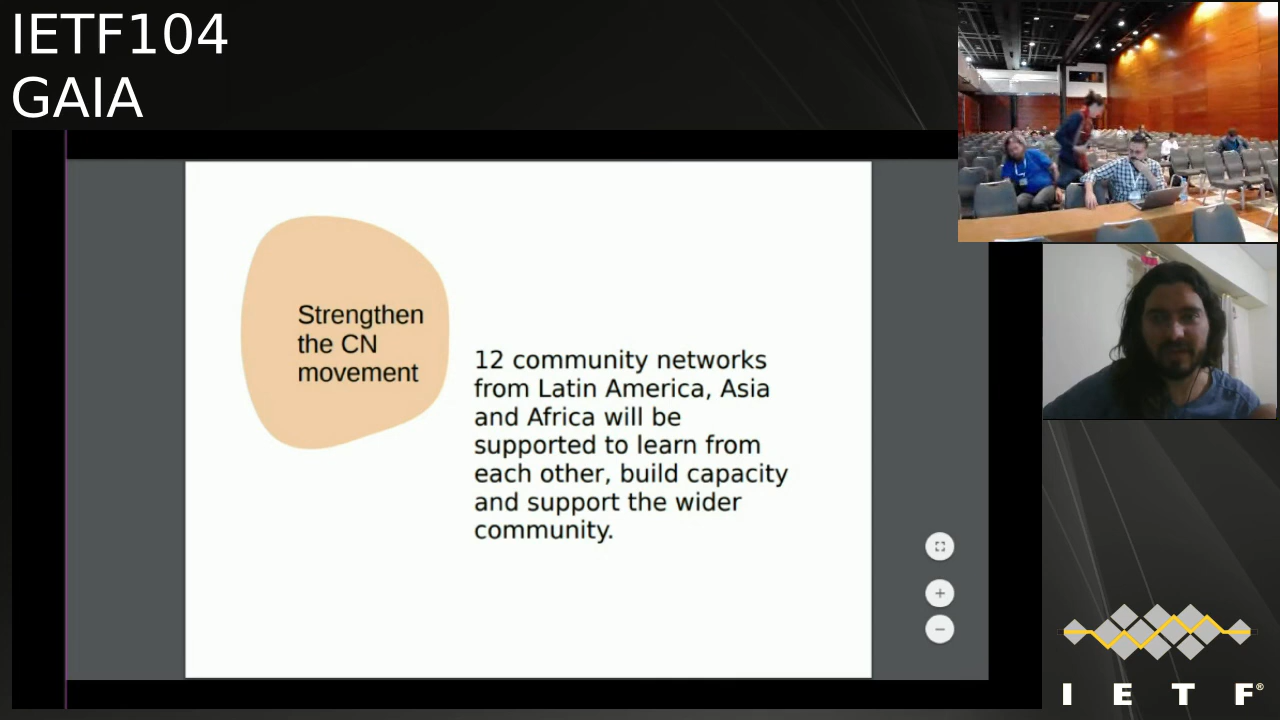 IETF104
GAIA
Strengthen
the CN
movement
12 community networks
from Latin America, Asia
and Africa will be
supported to learn from
each other, build capacity
and support the wider
community.
I E T F®